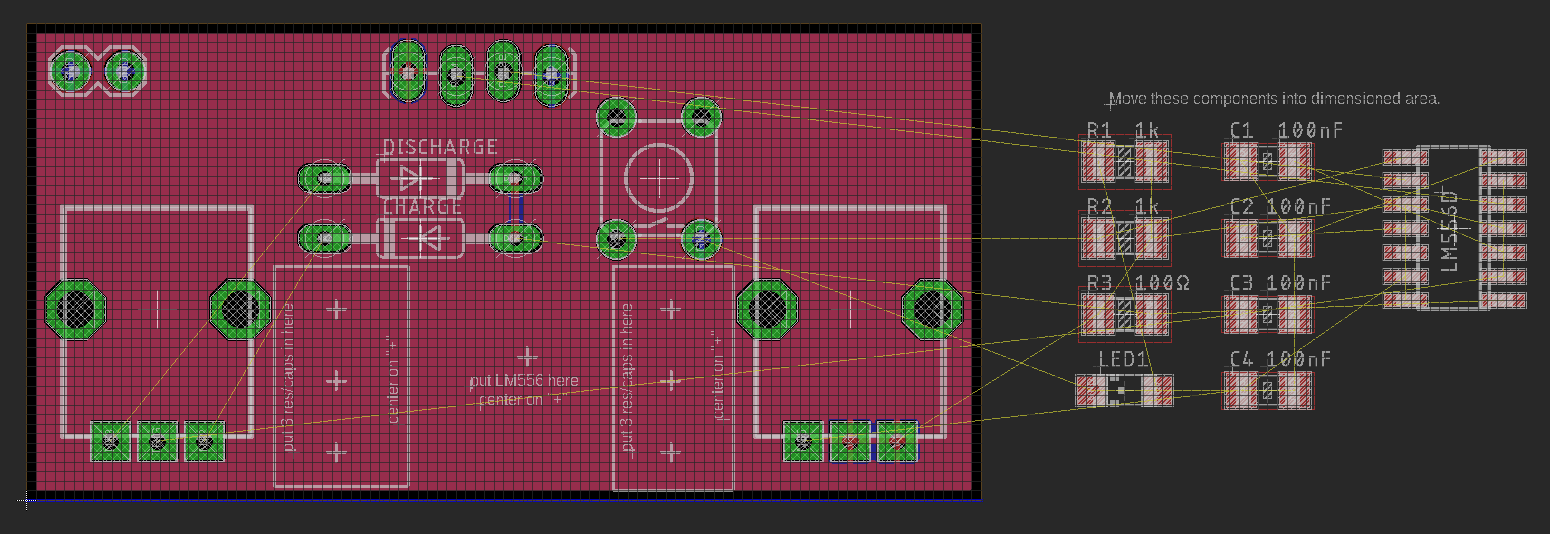 Move these components into dimensioned area.
R1 1k
C1 100nF
DISCHARGE
CHARGE
R2 1k
C2 100nF
LM556D
R3 100Ω
C3 100nF
put 3 res/caps in here
center on "+"
put LM556 here
center on "+"
put 3 res/caps in here
center on "+"
LED1
C4 100nF